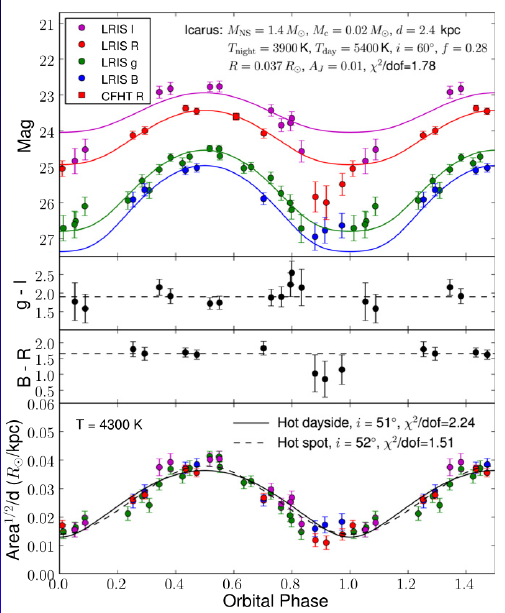 LRIS I
LRIS R
LRIS g
LRIS B
CFHT R
Icarus: M_NS = 1.4 M_⊙, M_c = 0.02 M_⊙, d = 2.4 kpc
T_night = 3900 K, T_day = 5400 K, i = 60°, f = 0.28
R = 0.037 R_⊙, A_J = 0.01, χ²/dof=1.78
Mag
21
22
23
24
25
26
27
g - I
2.5
2.0
1.5
B - R
2.0
1.5
1.0
0.5
T = 4300 K
Hot dayside, i = 51°, χ²/dof=2.24
Hot spot, i = 52°, χ²/dof=1.51
Area^1/2/d (R_⊙/kpc)
0.06
0.05
0.04
0.03
0.02
0.01
0.00
0.0 0.2 0.4 0.6 0.8 1.0 1.2 1.4
Orbital Phase